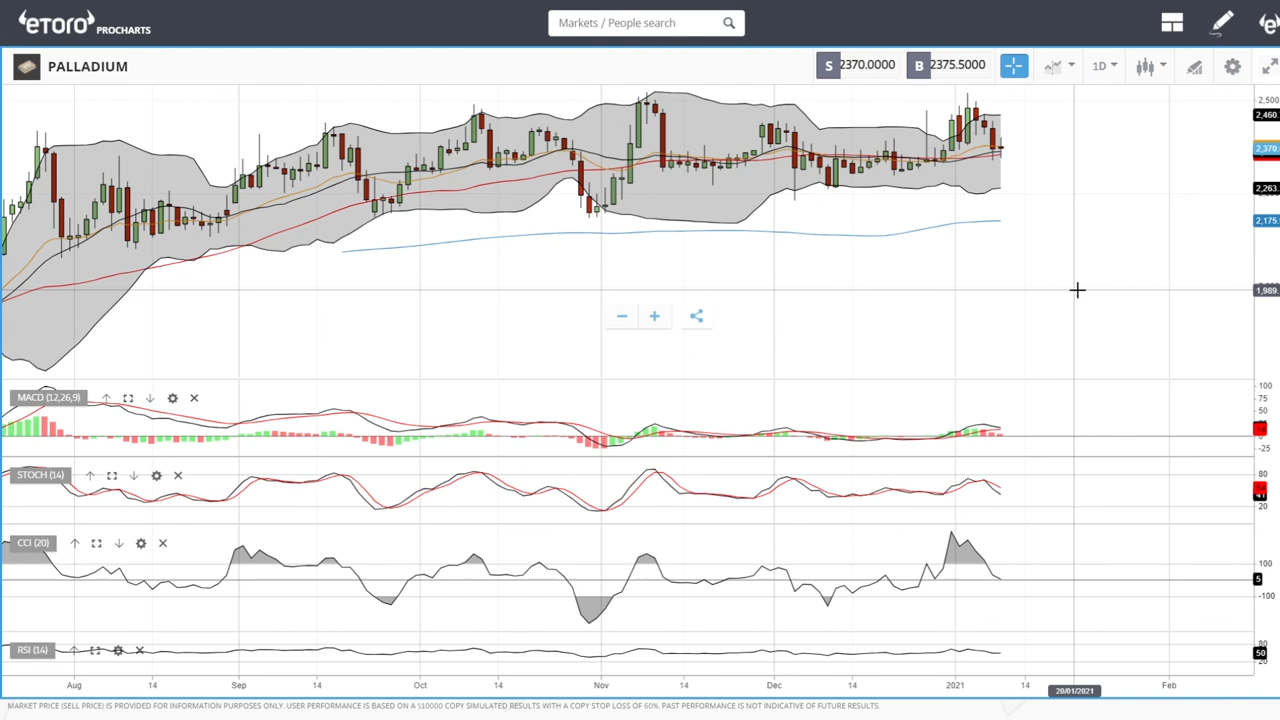 eToro PROCHARTS
Markets / People search
PALLADIUM
S 2370.0000
B 2375.5000
1D
2,500
2,460.
2,370.
2,263.
2,175.
1,989.
MACD (12,26,9)
100
75
50
-25
STOCH (14)
80
20
CCI (20)
100
5
-100
RSI (14)
80
50
20
Aug 14 Sep 14 Oct 14 Nov 14 Dec 14 2021 14 Feb
20/01/2021
MARKET PRICE (SELL PRICE) IS PROVIDED FOR INFORMATION PURPOSES ONLY. USER PERFORMANCE IS BASED ON A $10000 COPY SIMULATED RESULTS WITH A COPY STOP LOSS OF 60%. PAST PERFORMANCE IS NOT INDICATIVE OF FUTURE RESULTS.